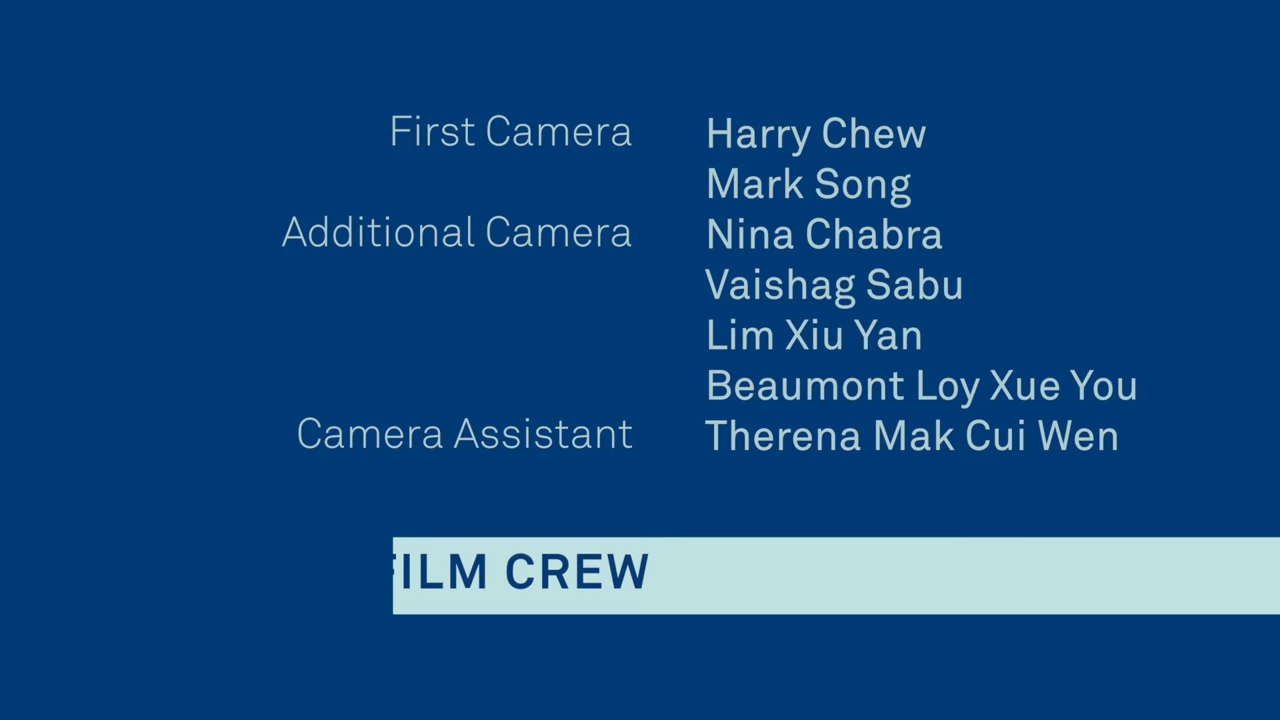 First Camera Harry Chew
Mark Song
Additional Camera Nina Chabra
Vaishag Sabu
Lim Xiu Yan
Beaumont Loy Xue You
Camera Assistant Therena Mak Cui Wen
FILM CREW